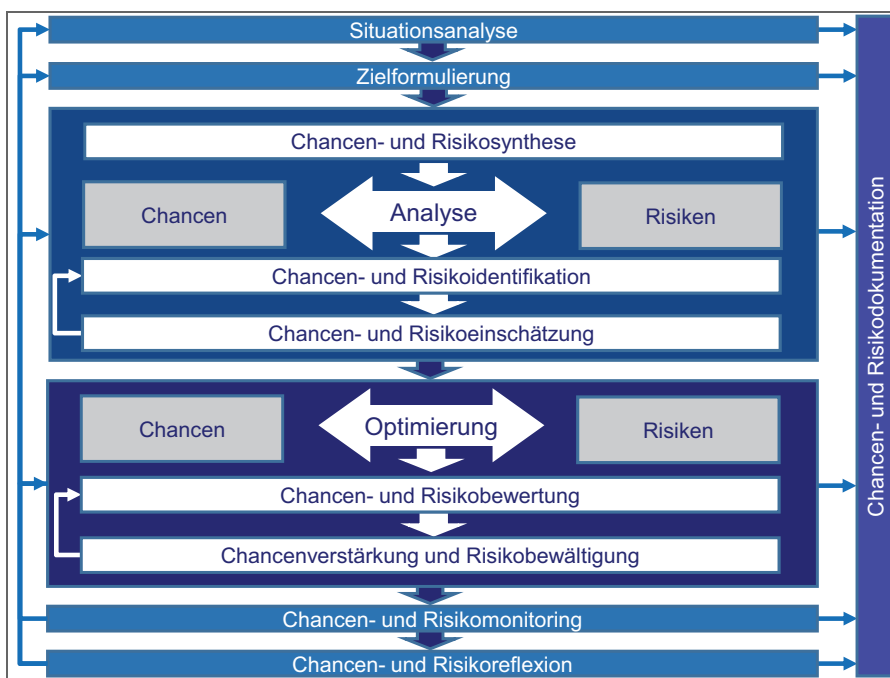 Situationsanalyse
Zielformulierung
Chancen- und Risikosynthese
Chancen
Analyse
Risiken
Chancen- und Risikoidentifikation
Chancen- und Risikoeinschätzung
Chancen
Optimierung
Risiken
Chancen- und Risikobewertung
Chancenverstärkung und Risikobewältigung
Chancen- und Risikomonitoring
Chancen- und Risikoreflexion
Chancen- und Risikodokumentation